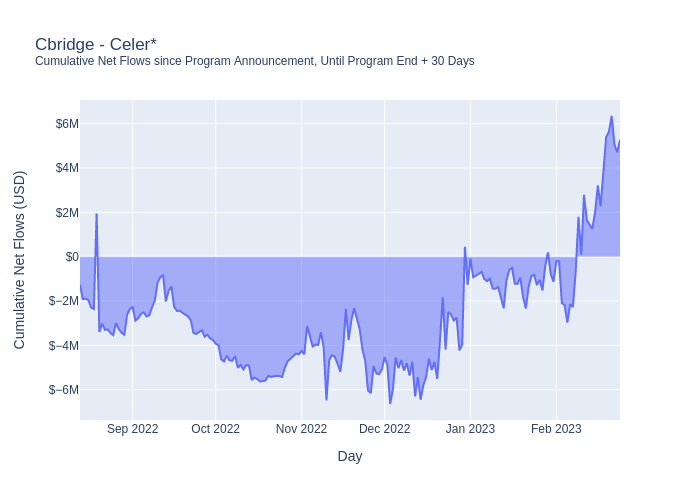 Cbridge - Celer*
Cumulative Net Flows since Program Announcement, Until Program End + 30 Days
Cumulative Net Flows (USD)
$6M
$4M
$2M
$0
$−2M
$−4M
$−6M
Sep 2022 Oct 2022 Nov 2022 Dec 2022 Jan 2023 Feb 2023
Day